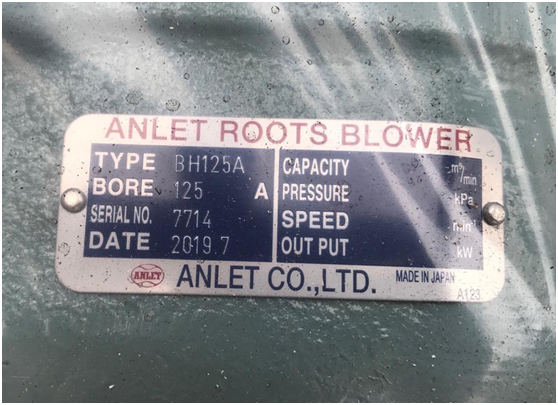 ANLET ROOTS BLOWER
TYPE BH125A CAPACITY m³/min
BORE 125 A PRESSURE kPa
SERIAL NO. 7714 SPEED min⁻¹
DATE 2019.7 OUT PUT kW
ANLET ANLET CO.,LTD. MADE IN JAPAN